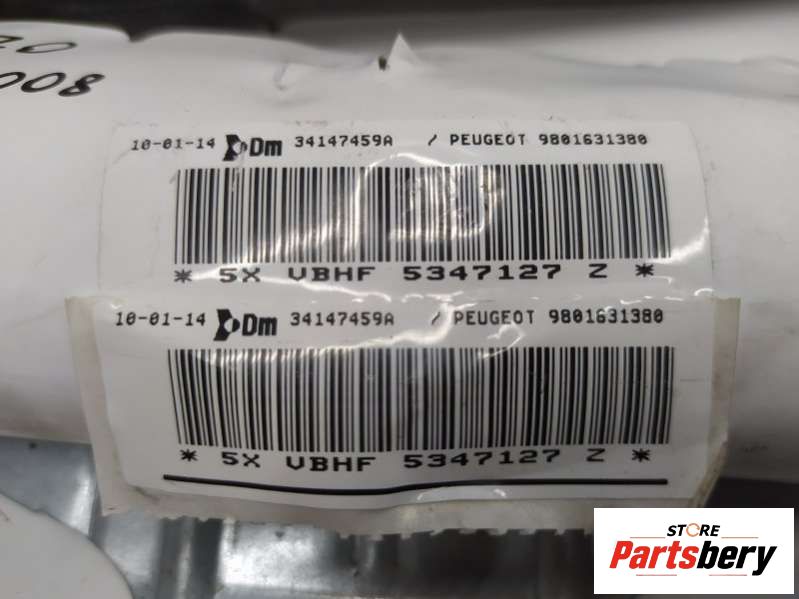 008
10-01-14 Dm 34147459A / PEUGEOT 9801631380
* 5X VBHF 5347127 Z *
10-01-14 Dm 34147459A / PEUGEOT 9801631380
* 5X VBHF 5347127 Z *
STORE
Partsbery